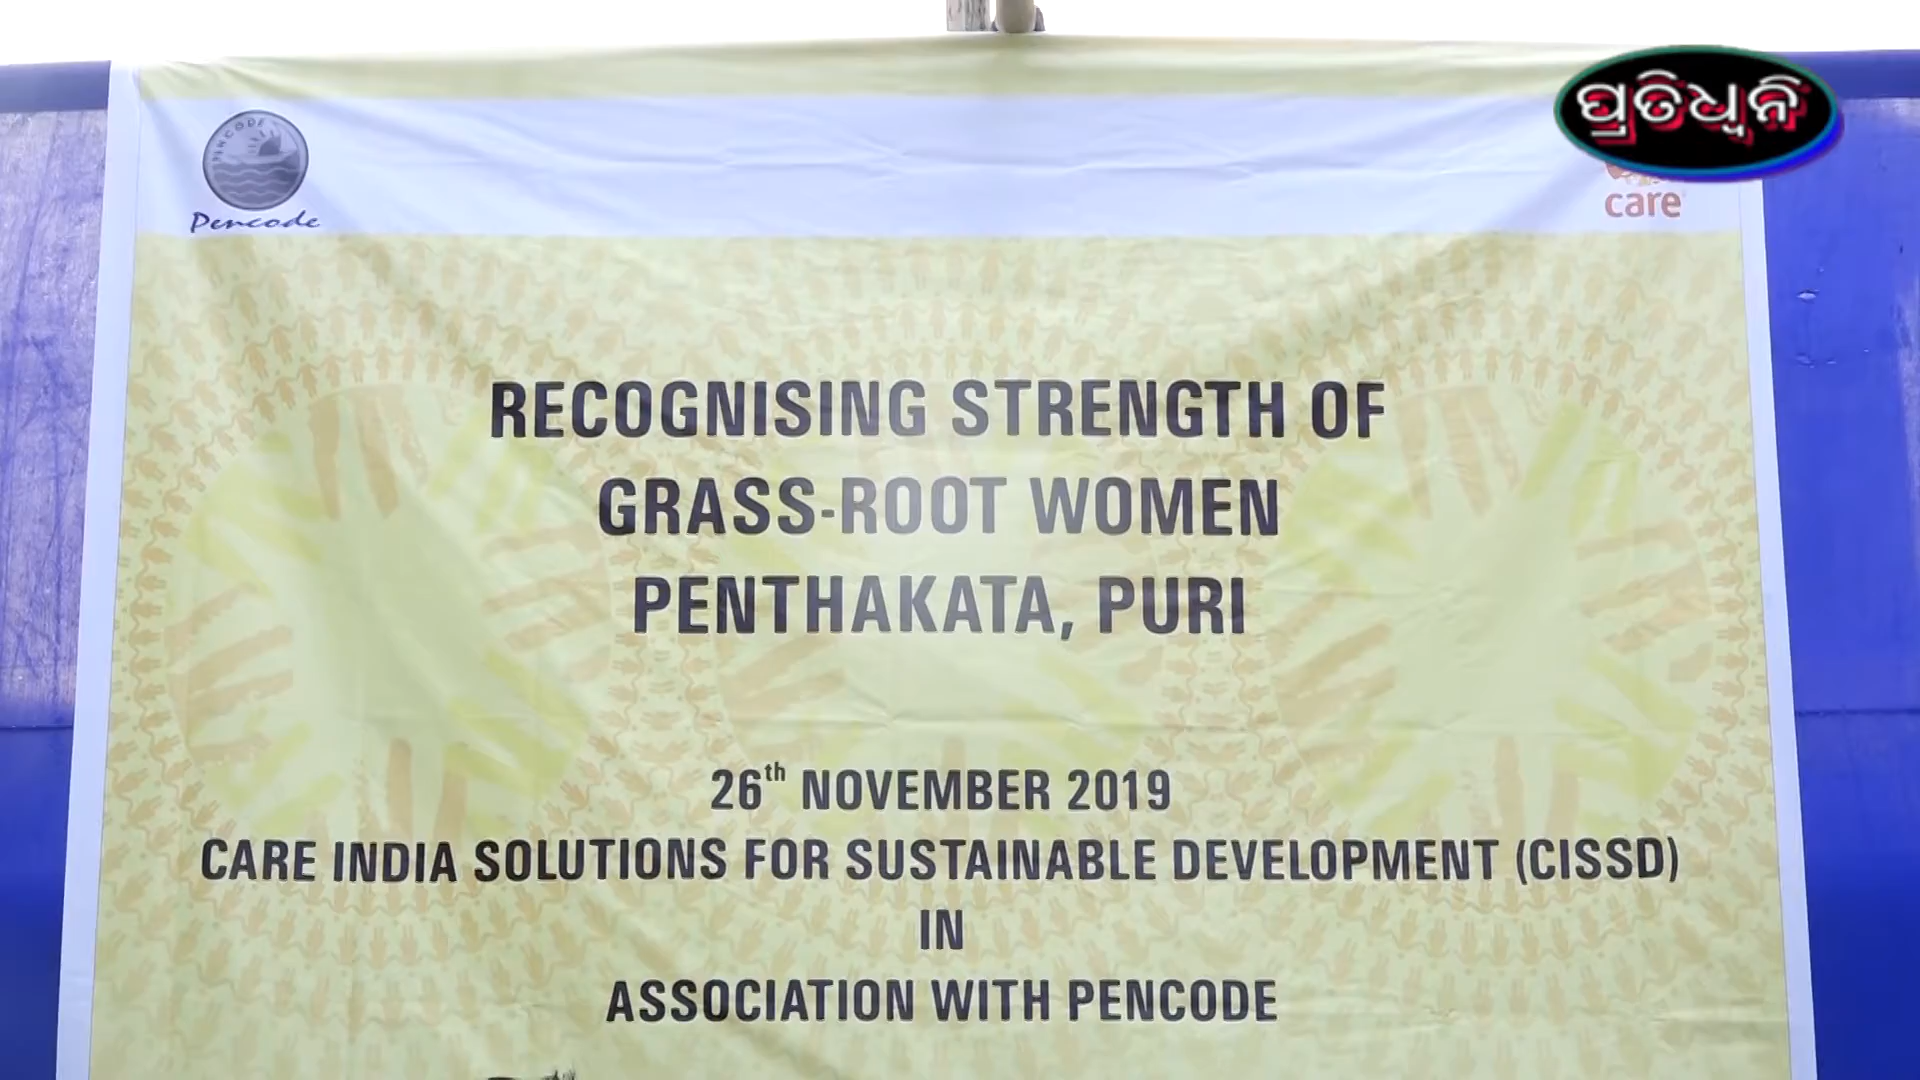 ପ୍ରତିଧ୍ୱନି
PENCODE
Pencode
care
RECOGNISING STRENGTH OF
GRASS-ROOT WOMEN
PENTHAKATA, PURI
26th NOVEMBER 2019
CARE INDIA SOLUTIONS FOR SUSTAINABLE DEVELOPMENT (CISSD)
IN
ASSOCIATION WITH PENCODE